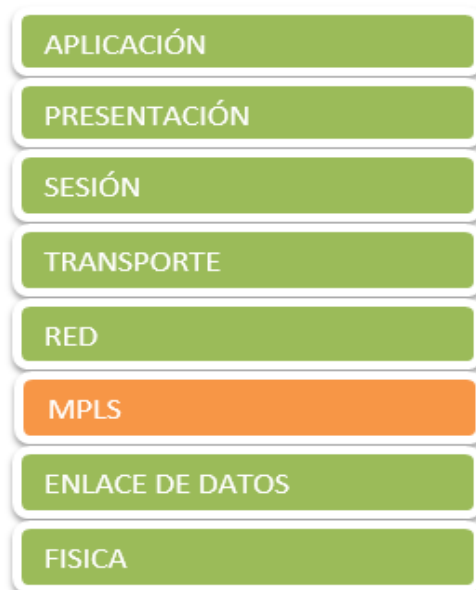 APLICACIÓN
PRESENTACIÓN
SESIÓN
TRANSPORTE
RED
MPLS
ENLACE DE DATOS
FISICA